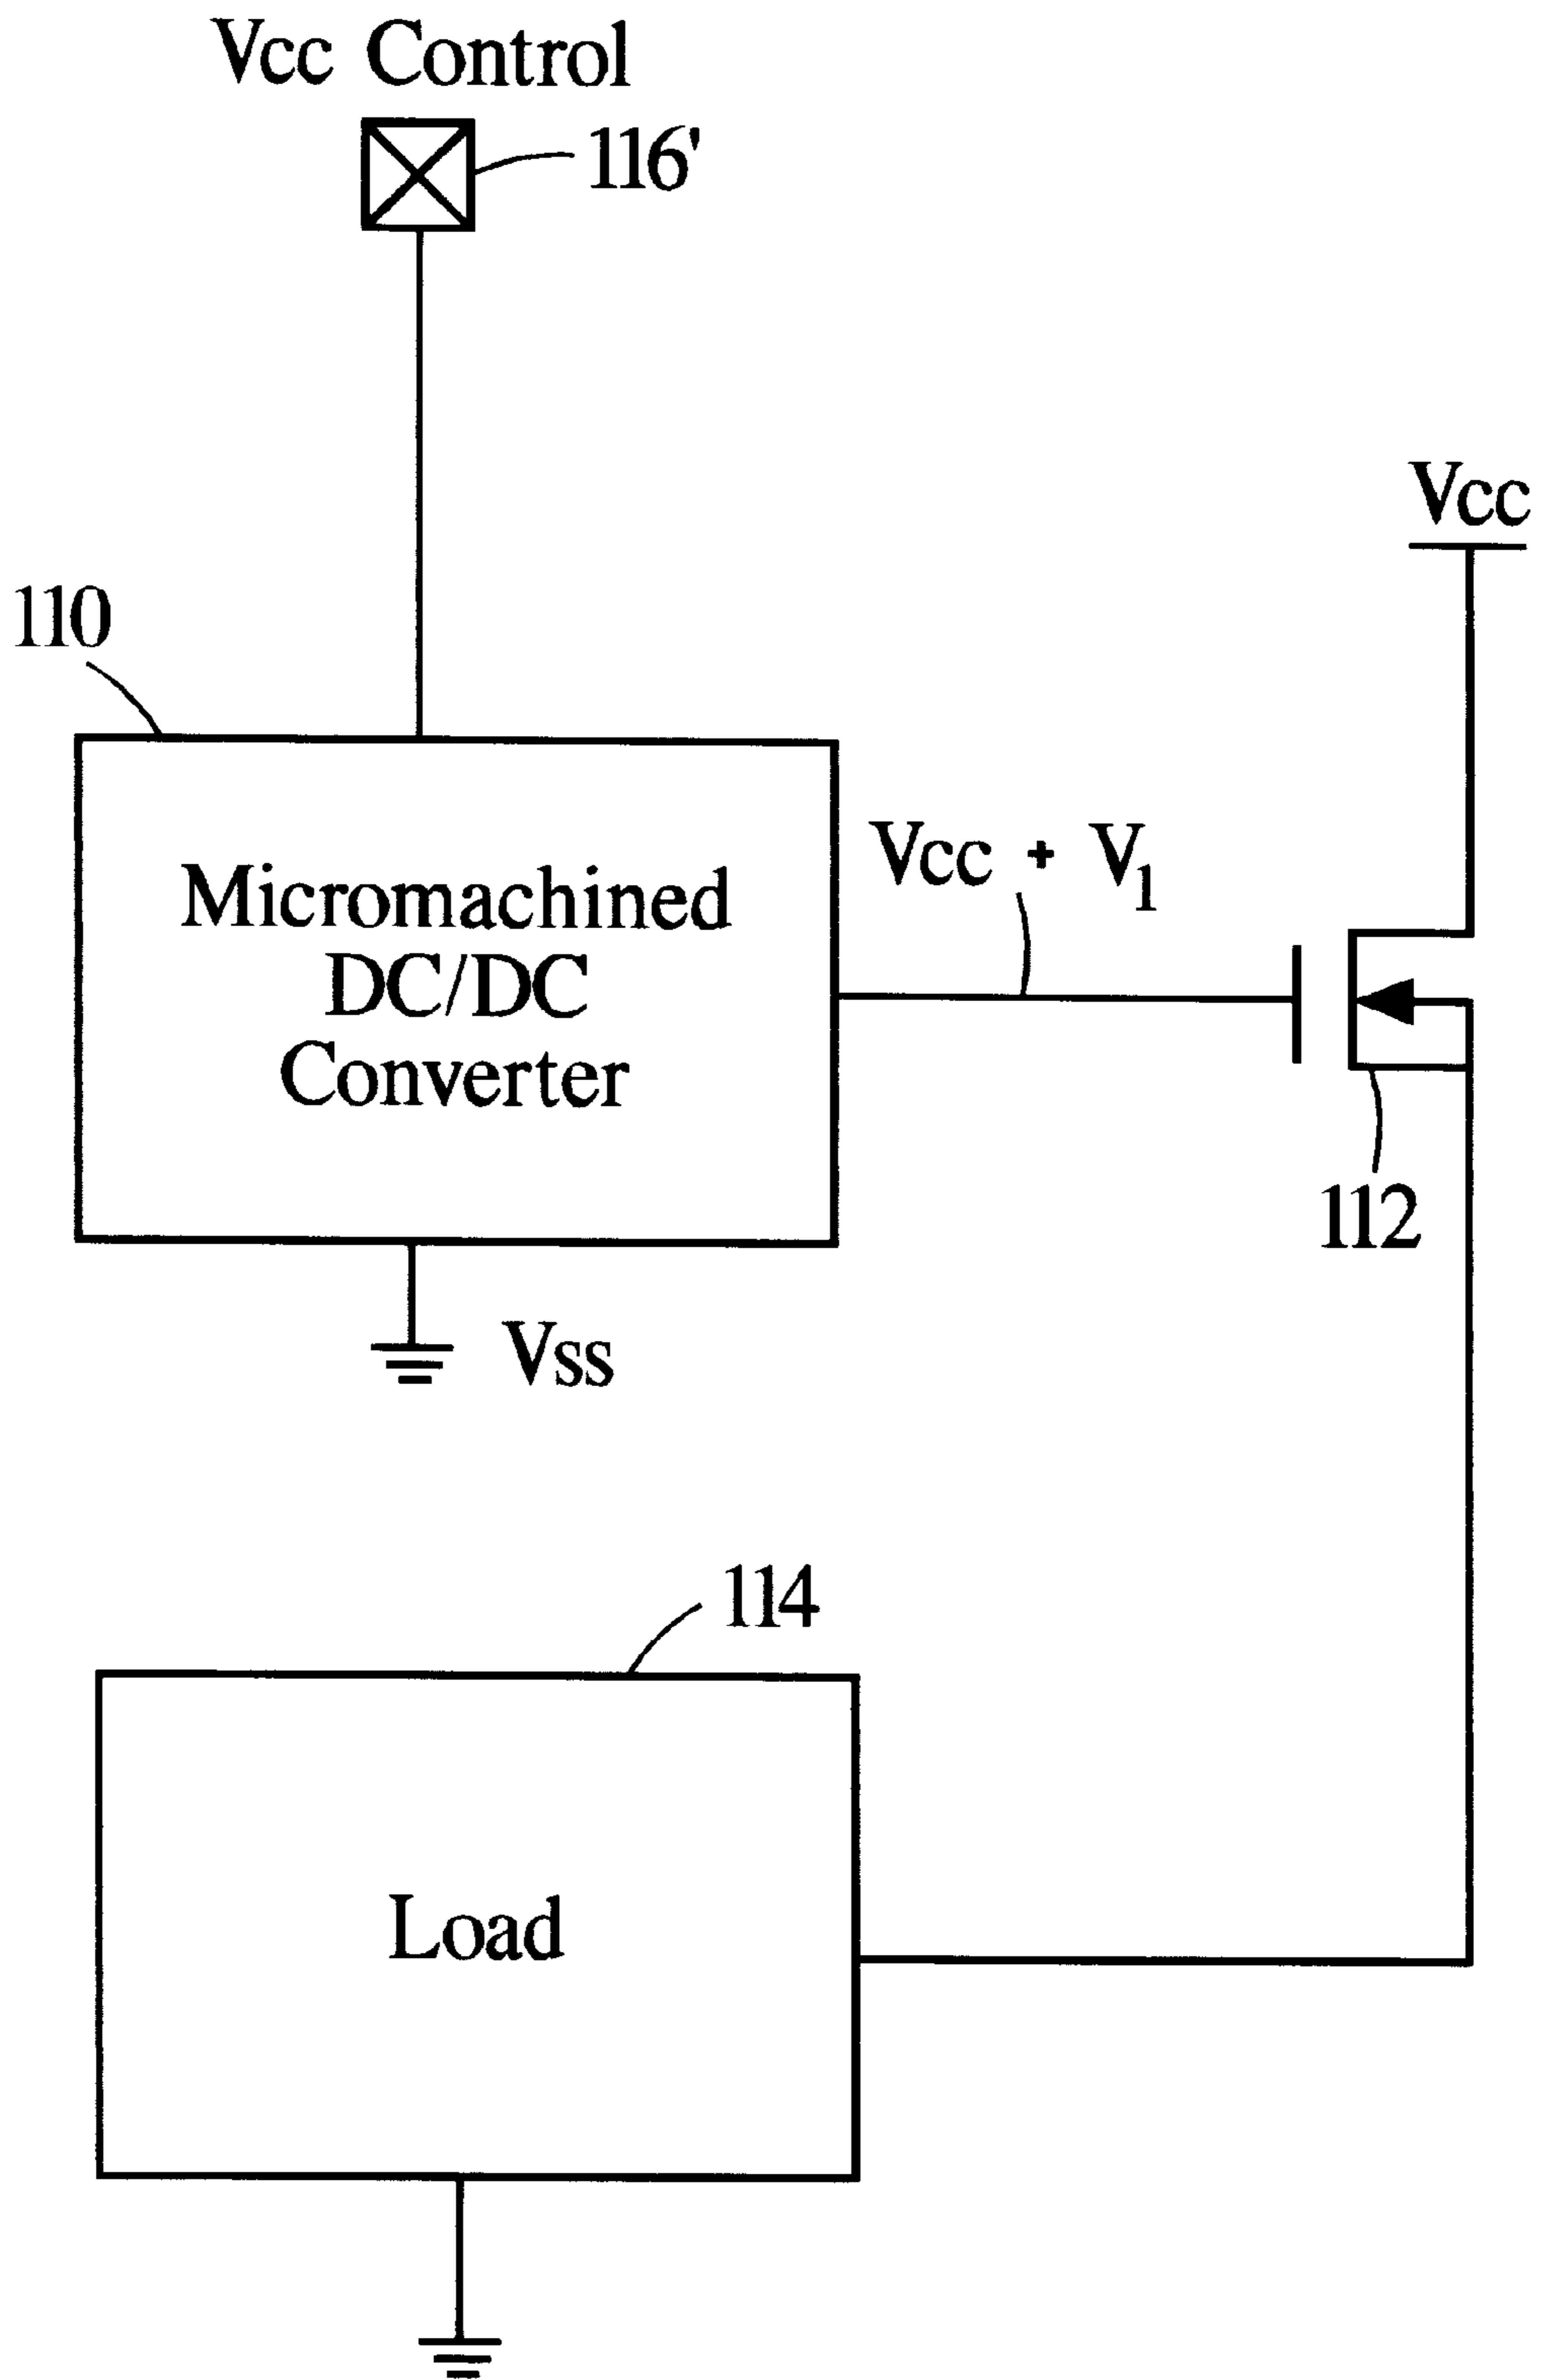 Vcc Control
116'
Vcc
110
Vcc + V1
Micromachined
DC/DC
Converter
112
Vss
114
Load